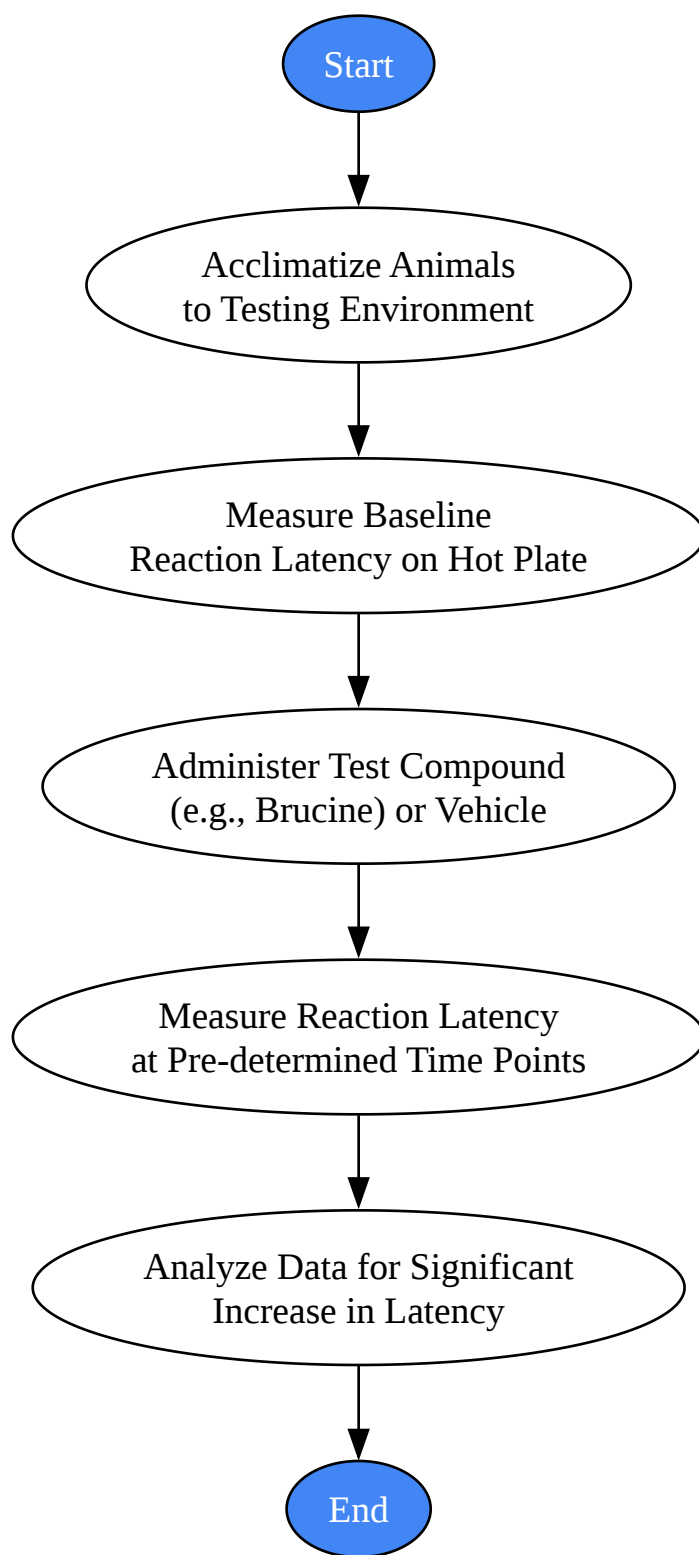 Start
Acclimatize Animals
to Testing Environment
Measure Baseline
Reaction Latency on Hot Plate
Administer Test Compound
(e.g., Brucine) or Vehicle
Measure Reaction Latency
at Pre-determined Time Points
Analyze Data for Significant
Increase in Latency
End